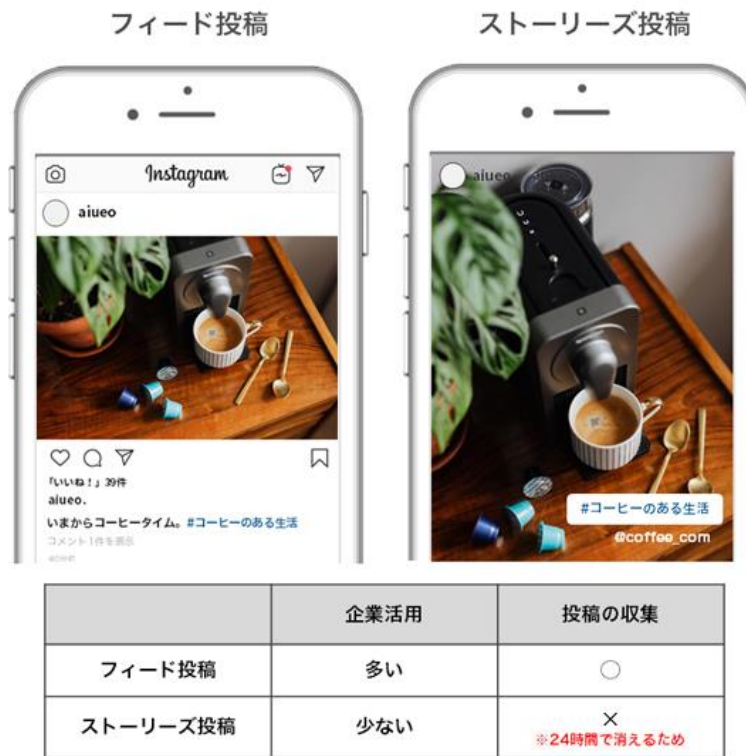 フィード投稿
ストーリーズ投稿
Instagram
aiueo
「いいね！」39件
aiueo.
いまからコーヒータイム。#コーヒーのある生活
コメント1件を表示
aiueo
#コーヒーのある生活
@coffee_com
企業活用 投稿の収集
フィード投稿 多い ○
ストーリーズ投稿 少ない ×
※24時間で消えるため